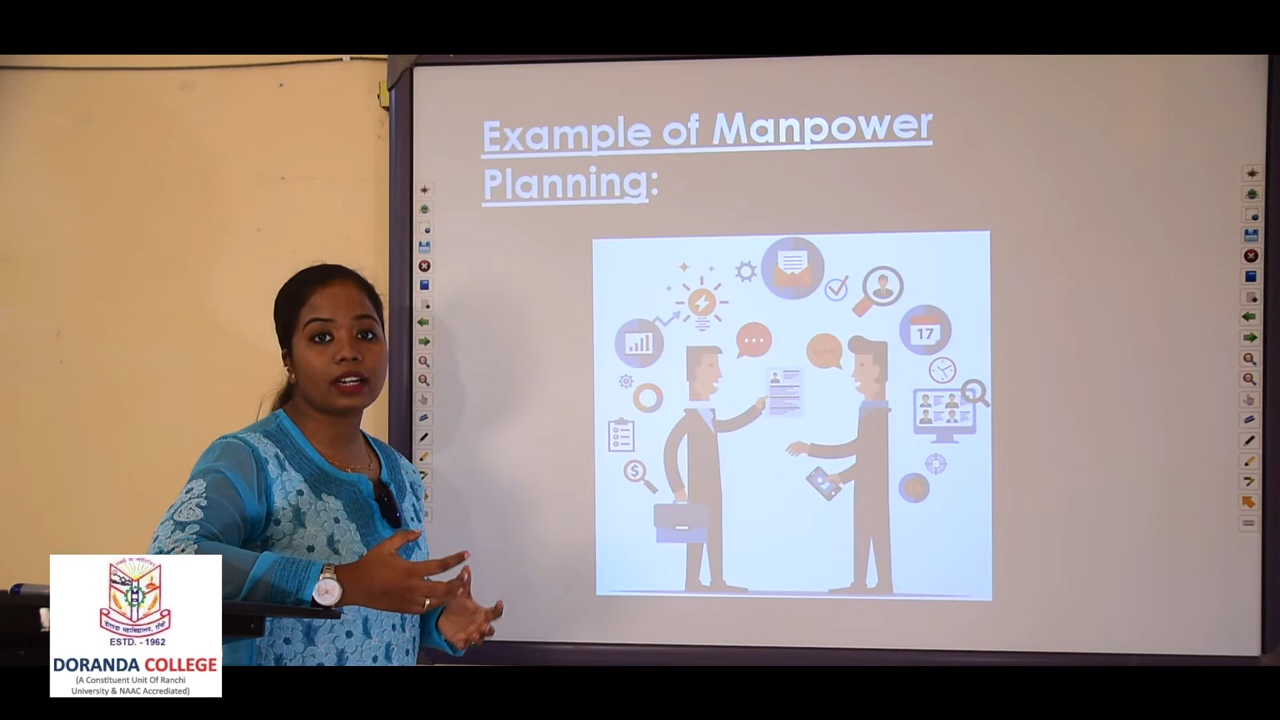 Example of Manpower
Planning:
17
ESTD. - 1962
DORANDA COLLEGE
(A Constituent Unit Of Ranchi
University & NAAC Accredited)